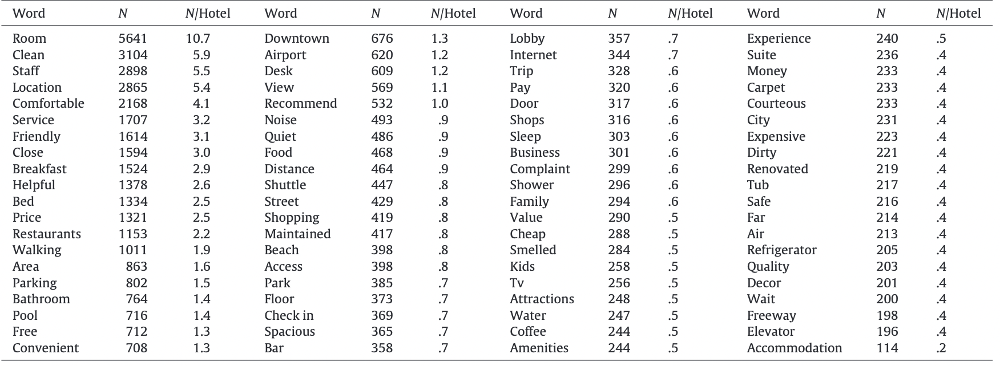 Word N N/Hotel Word N N/Hotel Word N N/Hotel Word N N/Hotel
Room 5641 10.7 Downtown 676 1.3 Lobby 357 .7 Experience 240 .5
Clean 3104 5.9 Airport 620 1.2 Internet 344 .7 Suite 236 .4
Staff 2898 5.5 Desk 609 1.2 Trip 328 .6 Money 233 .4
Location 2865 5.4 View 569 1.1 Pay 320 .6 Carpet 233 .4
Comfortable 2168 4.1 Recommend 532 1.0 Door 317 .6 Courteous 233 .4
Service 1707 3.2 Noise 493 .9 Shops 316 .6 City 231 .4
Friendly 1614 3.1 Quiet 486 .9 Sleep 303 .6 Expensive 223 .4
Close 1594 3.0 Food 468 .9 Business 301 .6 Dirty 221 .4
Breakfast 1524 2.9 Distance 464 .9 Complaint 299 .6 Renovated 219 .4
Helpful 1378 2.6 Shuttle 447 .8 Shower 296 .6 Tub 217 .4
Bed 1334 2.5 Street 429 .8 Family 294 .6 Safe 216 .4
Price 1321 2.5 Shopping 419 .8 Value 290 .5 Far 214 .4
Restaurants 1153 2.2 Maintained 417 .8 Cheap 288 .5 Air 213 .4
Walking 1011 1.9 Beach 398 .8 Smelled 284 .5 Refrigerator 205 .4
Area 863 1.6 Access 398 .8 Kids 258 .5 Quality 203 .4
Parking 802 1.5 Park 385 .7 Tv 256 .5 Decor 201 .4
Bathroom 764 1.4 Floor 373 .7 Attractions 248 .5 Wait 200 .4
Pool 716 1.4 Check in 369 .7 Water 247 .5 Freeway 198 .4
Free 712 1.3 Spacious 365 .7 Coffee 244 .5 Elevator 196 .4
Convenient 708 1.3 Bar 358 .7 Amenities 244 .5 Accommodation 114 .2